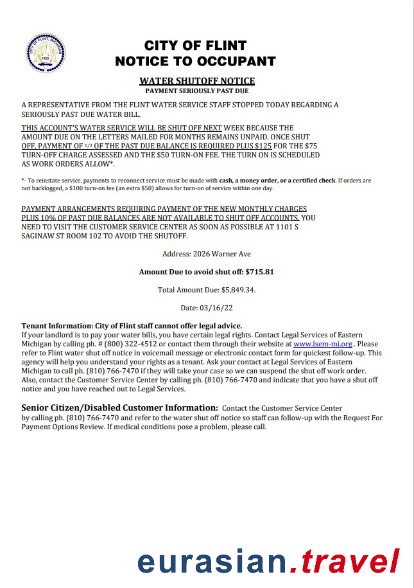 CITY OF FLINT
NOTICE TO OCCUPANT
WATER SHUTOFF NOTICE
PAYMENT SERIOUSLY PAST DUE
A REPRESENTATIVE FROM THE FLINT WATER SERVICE STAFF STOPPED TODAY REGARDING A
SERIOUSLY PAST DUE WATER BILL.
THIS ACCOUNT'S WATER SERVICE WILL BE SHUT OFF NEXT WEEK BECAUSE THE
AMOUNT DUE ON THE LETTERS MAILED FOR MONTHS REMAINS UNPAID. ONCE SHUT
OFF, PAYMENT OF 1/2 OF THE PAST DUE BALANCE IS REQUIRED PLUS $125 FOR THE $75
TURN-OFF CHARGE ASSESSED AND THE $50 TURN-ON FEE. THE TURN ON IS SCHEDULED
AS WORK ORDERS ALLOW*.
*- To reinstate service, payments to reconnect service must be made with cash, a money order, or a certified check. If orders are
not backlogged, a $100 turn-on fee (an extra $50) allows for turn-on of service within one day.
PAYMENT ARRANGEMENTS REQUIRING PAYMENT OF THE NEW MONTHLY CHARGES
PLUS 10% OF PAST DUE BALANCES ARE NOT AVAILABLE TO SHUT OFF ACCOUNTS. YOU
NEED TO VISIT THE CUSTOMER SERVICE CENTER AS SOON AS POSSIBLE AT 1101 S
SAGINAW ST ROOM 102 TO AVOID THE SHUTOFF.
Address: 2026 Warner Ave
Amount Due to avoid shut off: $715.81
Total Amount Due: $5,849.34.
Date: 03/16/22
Tenant Information: City of Flint staff cannot offer legal advice.
If your landlord is to pay your water bills, you have certain legal rights. Contact Legal Services of Eastern
Michigan by calling ph. # (800) 322-4512 or contact them through their website at www.lsem-mi.org . Please
refer to Flint water shut off notice in voicemail message or electronic contact form for quickest follow-up. This
agency will help you understand your rights as a tenant. Ask your contact at Legal Services of Eastern
Michigan to call ph. (810) 766-7470 if they will take your case so we can suspend the shut off work order.
Also, contact the Customer Service Center by calling ph. (810) 766-7470 and indicate that you have a shut off
notice and you have reached out to Legal Services.
Senior Citizen/Disabled Customer Information: Contact the Customer Service Center
by calling ph. (810) 766-7470 and refer to the water shut off notice so staff can follow-up with the Request For
Payment Options Review. If medical conditions pose a problem, please call.
eurasian.travel